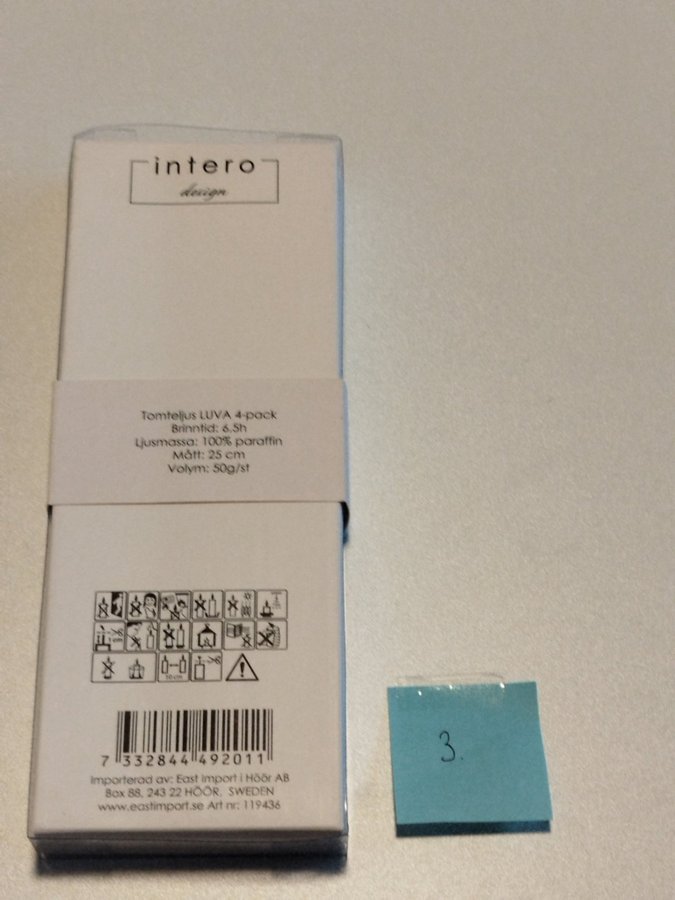 intero
design
Tomteljus LUVA 4-pack
Brinntid: 6.5h
Ljusmassa: 100% paraffin
Mått: 25 cm
Volym: 50g/st
10 cm
7 332844 492011
Importerad av: East import i Höör AB
Box 88, 243 22 HÖÖR, SWEDEN
www.eastimport.se Art nr: 119436
3.